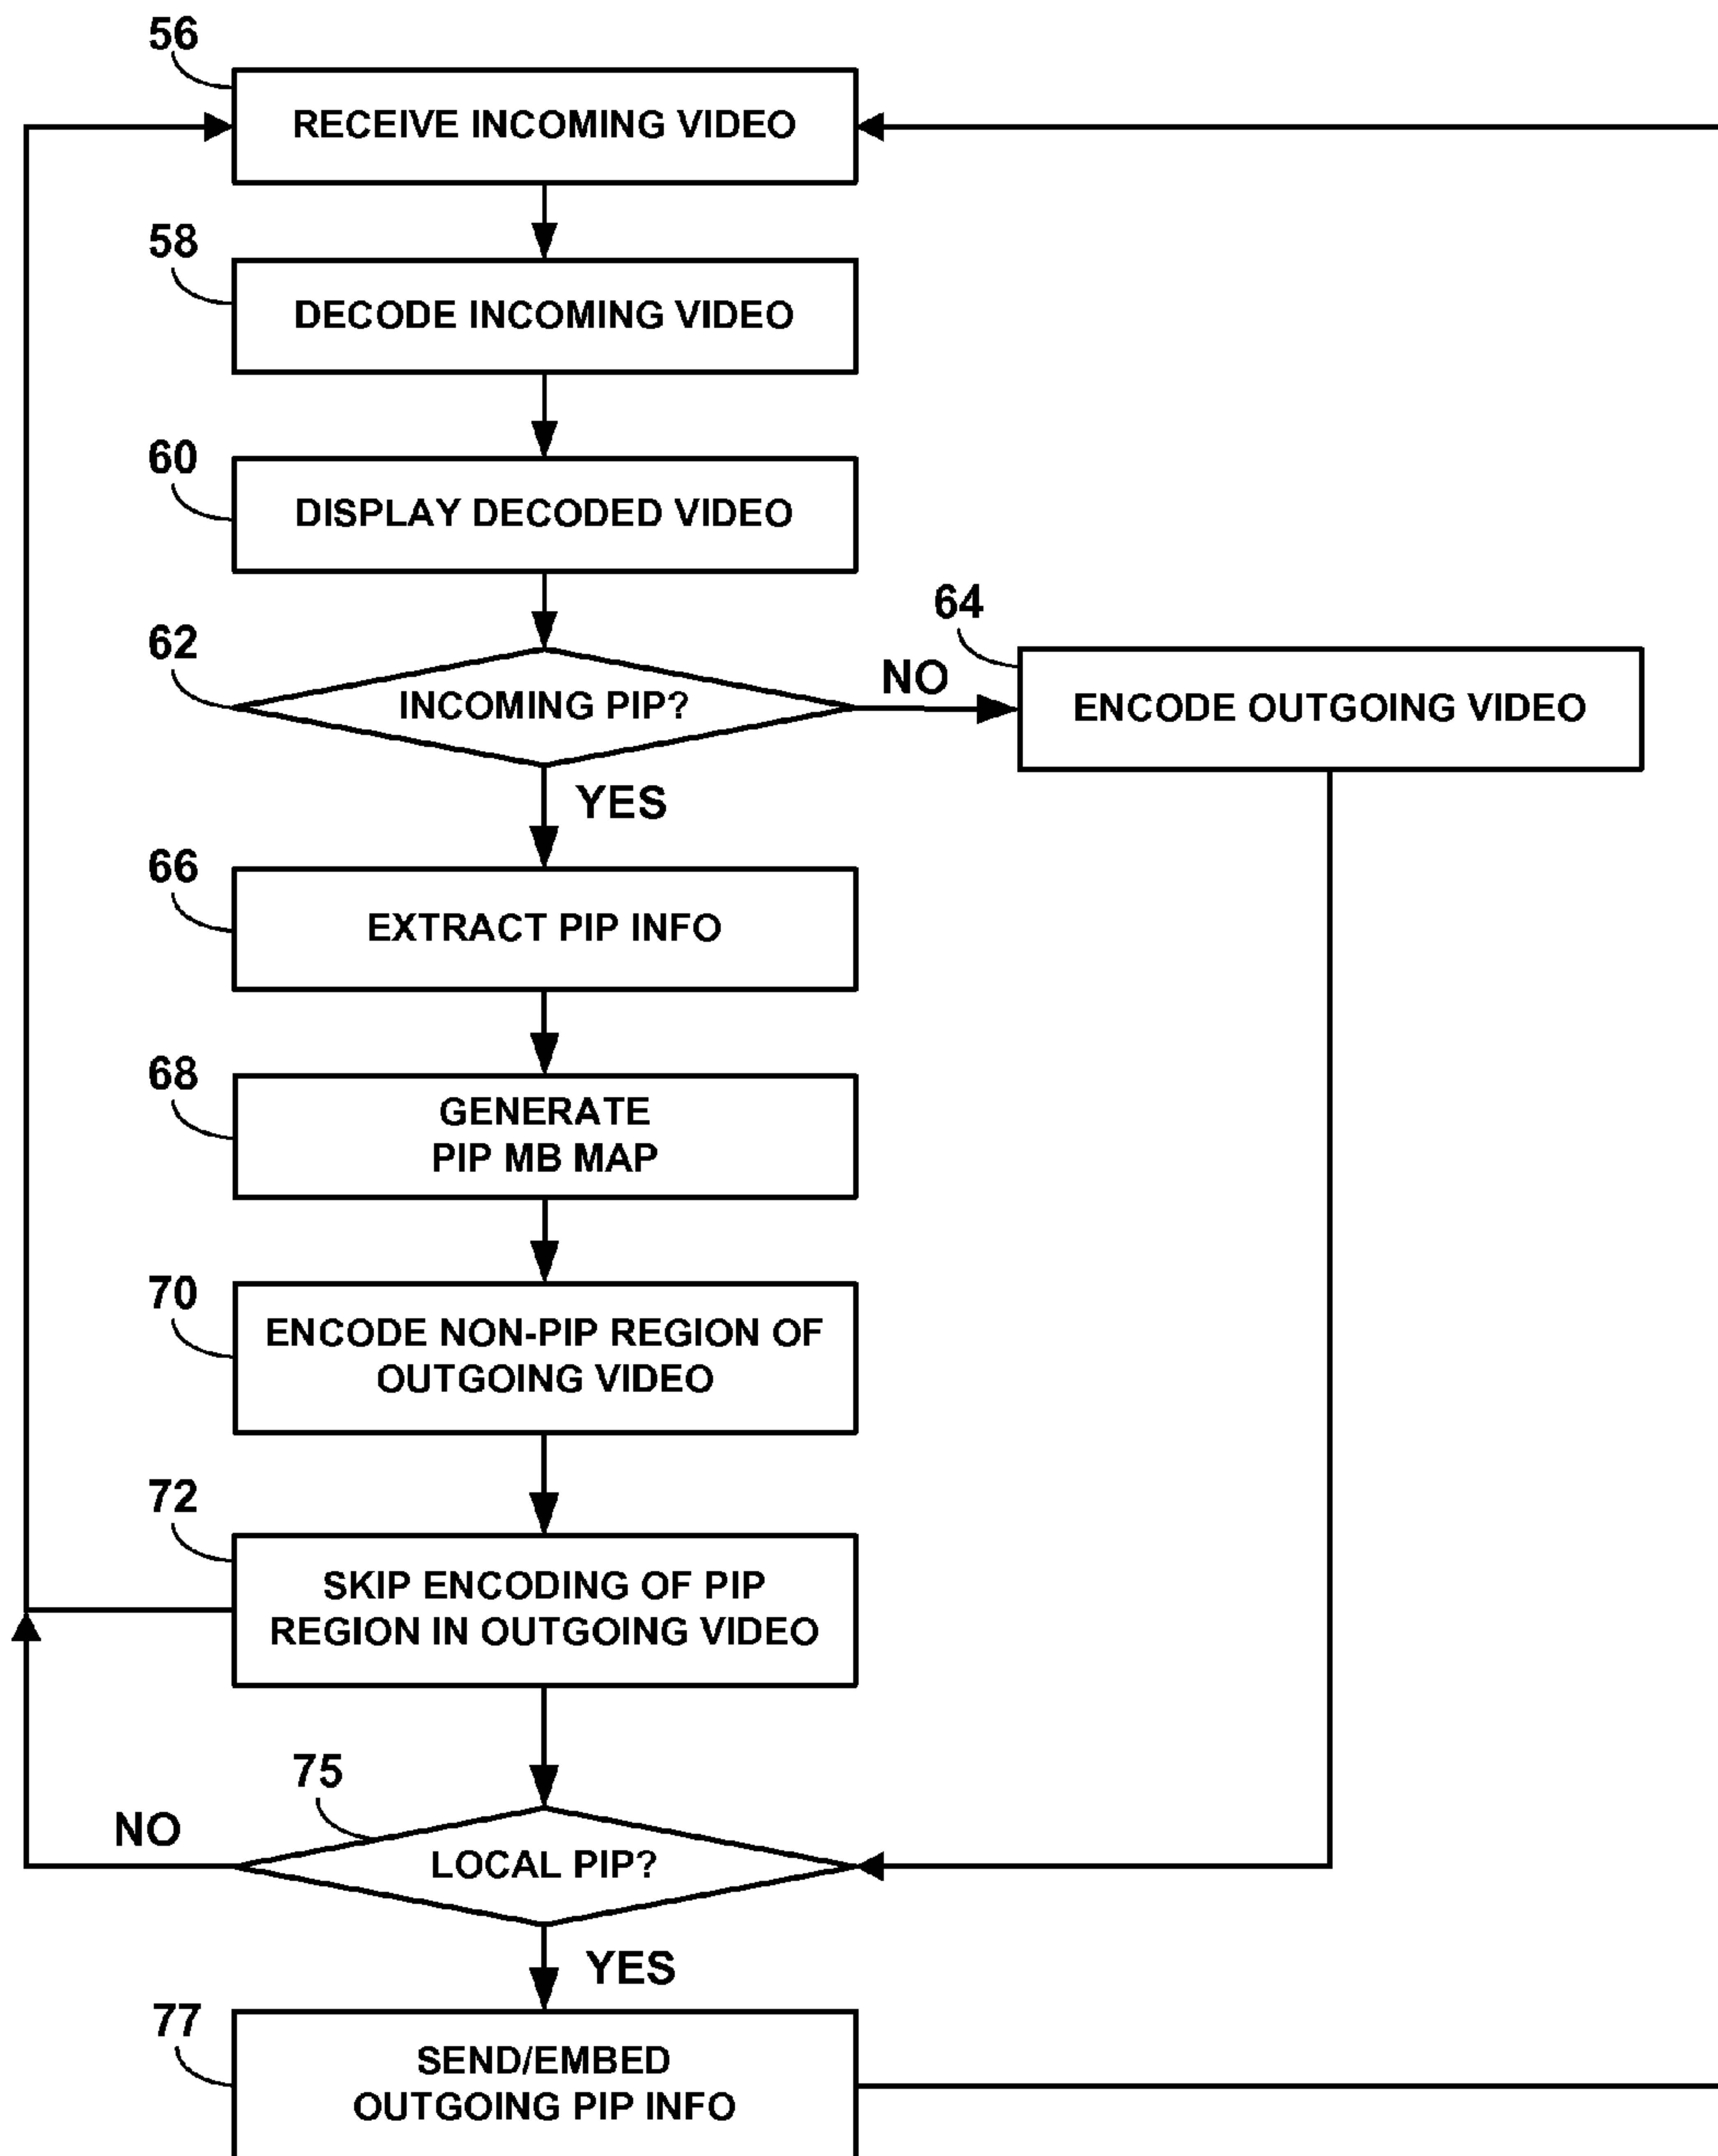 56
RECEIVE INCOMING VIDEO
58
DECODE INCOMING VIDEO
60
DISPLAY DECODED VIDEO
62
INCOMING PIP?
NO
64
ENCODE OUTGOING VIDEO
YES
66
EXTRACT PIP INFO
68
GENERATE
PIP MB MAP
70
ENCODE NON-PIP REGION OF
OUTGOING VIDEO
72
SKIP ENCODING OF PIP
REGION IN OUTGOING VIDEO
75
NO
LOCAL PIP?
YES
77
SEND/EMBED
OUTGOING PIP INFO